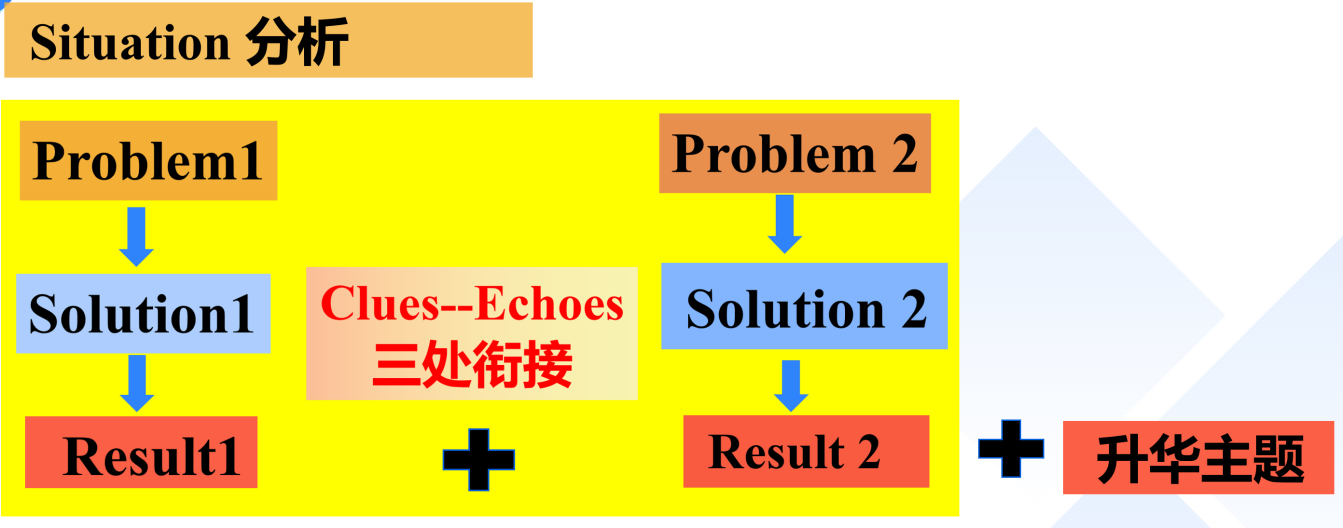 Situation 分析
Problem1
Solution1
Result1
Clues--Echoes
三处衔接
Problem 2
Solution 2
Result 2
升华主题